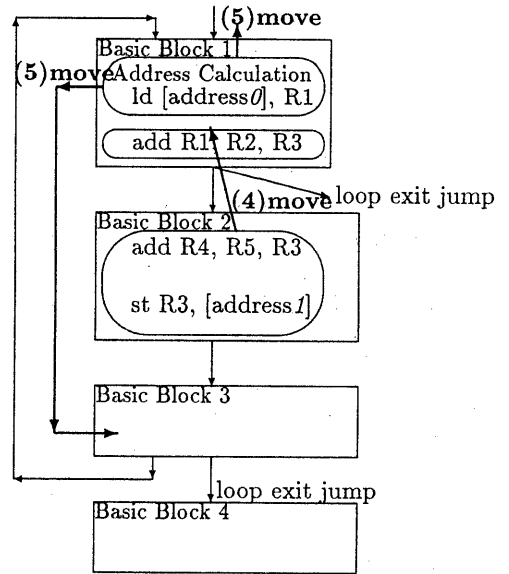 (5)move
Basic Block 1
(5)move
Address Calculation
ld [address0], R1
add R1, R2, R3
loop exit jump
(4)move
Basic Block 2
add R4, R5, R3
st R3, [address1]
Basic Block 3
loop exit jump
Basic Block 4